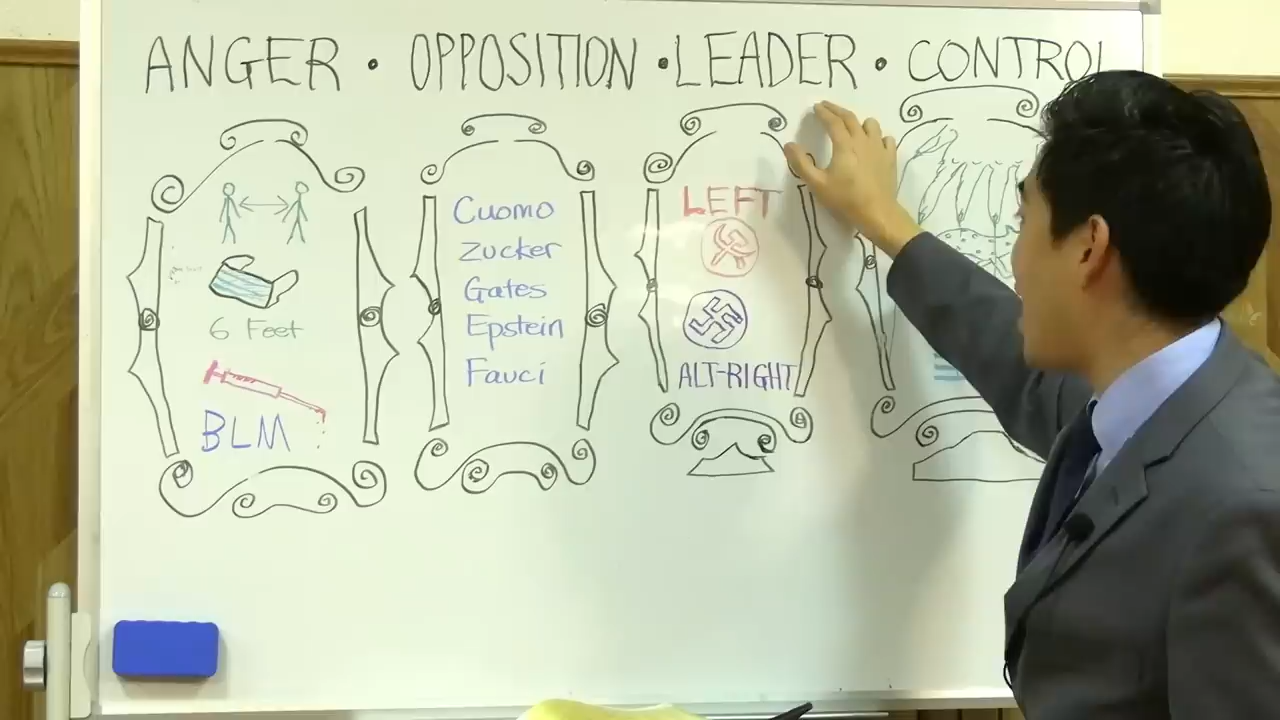 ANGER • OPPOSITION • LEADER • CONTROL
6 Feet
BLM
Cuomo
Zucker
Gates
Epstein
Fauci
LEFT
ALT-RIGHT